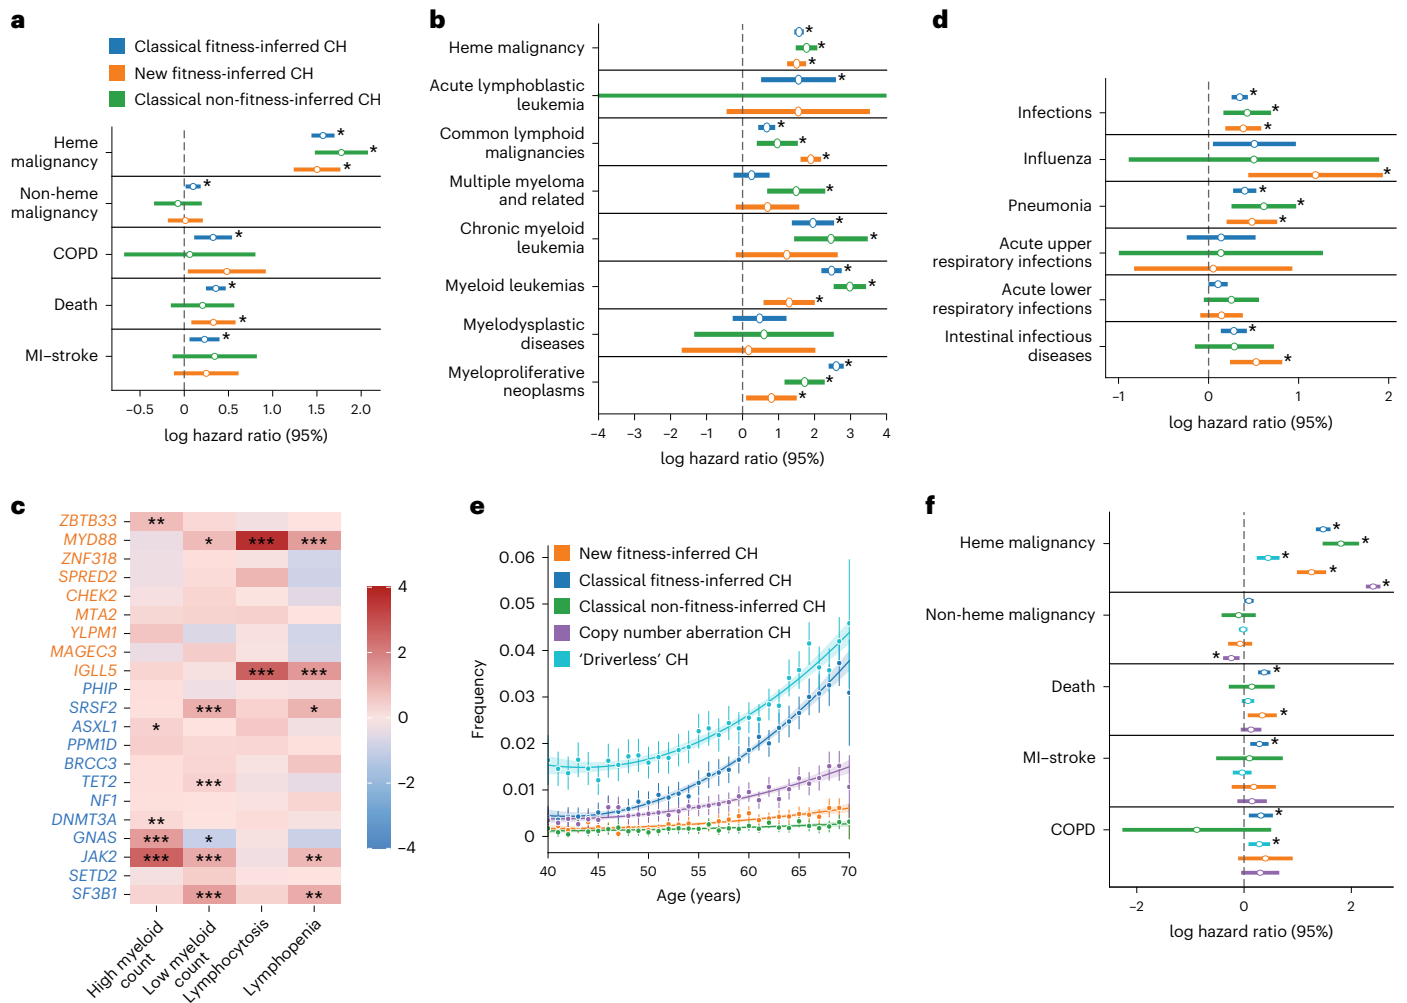 a
Classical fitness-inferred CH
New fitness-inferred CH
Classical non-fitness-inferred CH
Heme
malignancy
*
*
*
Non-heme
malignancy
*
COPD
*
Death
*
*
MI–stroke
*
–0.5
0
0.5
1.0
1.5
2.0
log hazard ratio (95%)
b
Heme malignancy
*
*
*
Acute lymphoblastic
leukemia
*
Common lymphoid
malignancies
*
*
*
Multiple myeloma
and related
*
Chronic myeloid
leukemia
*
*
Myeloid leukemias
*
*
*
Myelodysplastic
diseases
Myeloproliferative
neoplasms
*
*
*
–4
–3
–2
–1
0
1
2
3
4
log hazard ratio (95%)
d
Infections
*
*
*
Influenza
*
Pneumonia
*
*
*
Acute upper
respiratory infections
Acute lower
respiratory infections
Intestinal infectious
diseases
*
*
–1
0
1
2
log hazard ratio (95%)
c
ZBTB33 **
MYD88 * *** ***
ZNF318
SPRED2
CHEK2
MTA2
YLPM1
MAGEC3
IGLL5 *** ***
PHIP
SRSF2 *** *
ASXL1 *
PPM1D
BRCC3
TET2 ***
NF1
DNMT3A **
GNAS *** *
JAK2 *** *** **
SETD2
SF3B1 *** **
High myeloid
count
Low myeloid
count
Lymphocytosis
Lymphopenia
4
2
0
–2
–4
e
New fitness-inferred CH
Classical fitness-inferred CH
Classical non-fitness-inferred CH
Copy number aberration CH
‘Driverless’ CH
Frequency
0.06
0.05
0.04
0.03
0.02
0.01
0
40
45
50
55
60
65
70
Age (years)
f
Heme malignancy
*
*
*
*
*
Non-heme malignancy
*
Death
*
*
MI–stroke
*
COPD
*
*
–2
0
2
log hazard ratio (95%)